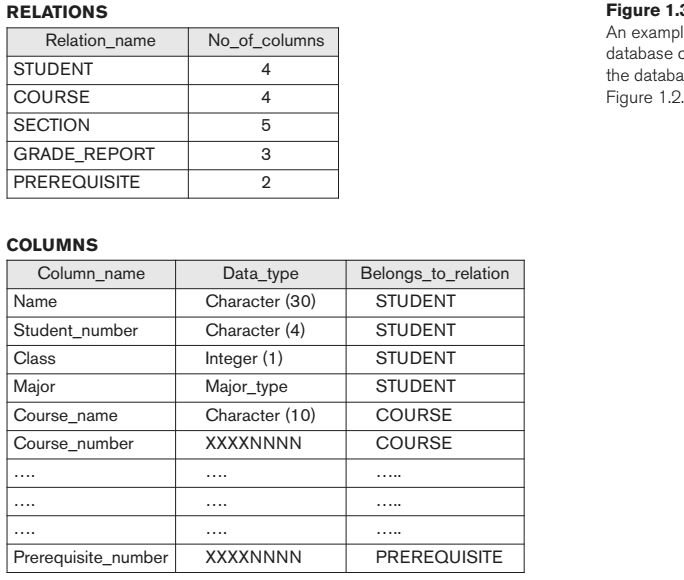 RELATIONS
Relation_name No_of_columns
STUDENT 4
COURSE 4
SECTION 5
GRADE_REPORT 3
PREREQUISITE 2
COLUMNS
Column_name Data_type Belongs_to_relation
Name Character (30) STUDENT
Student_number Character (4) STUDENT
Class Integer (1) STUDENT
Major Major_type STUDENT
Course_name Character (10) COURSE
Course_number XXXXNNNN COURSE
…. …. …..
…. …. …..
…. …. …..
Prerequisite_number XXXXNNNN PREREQUISITE
Figure 1.3
An exampl
database c
the databa
Figure 1.2.